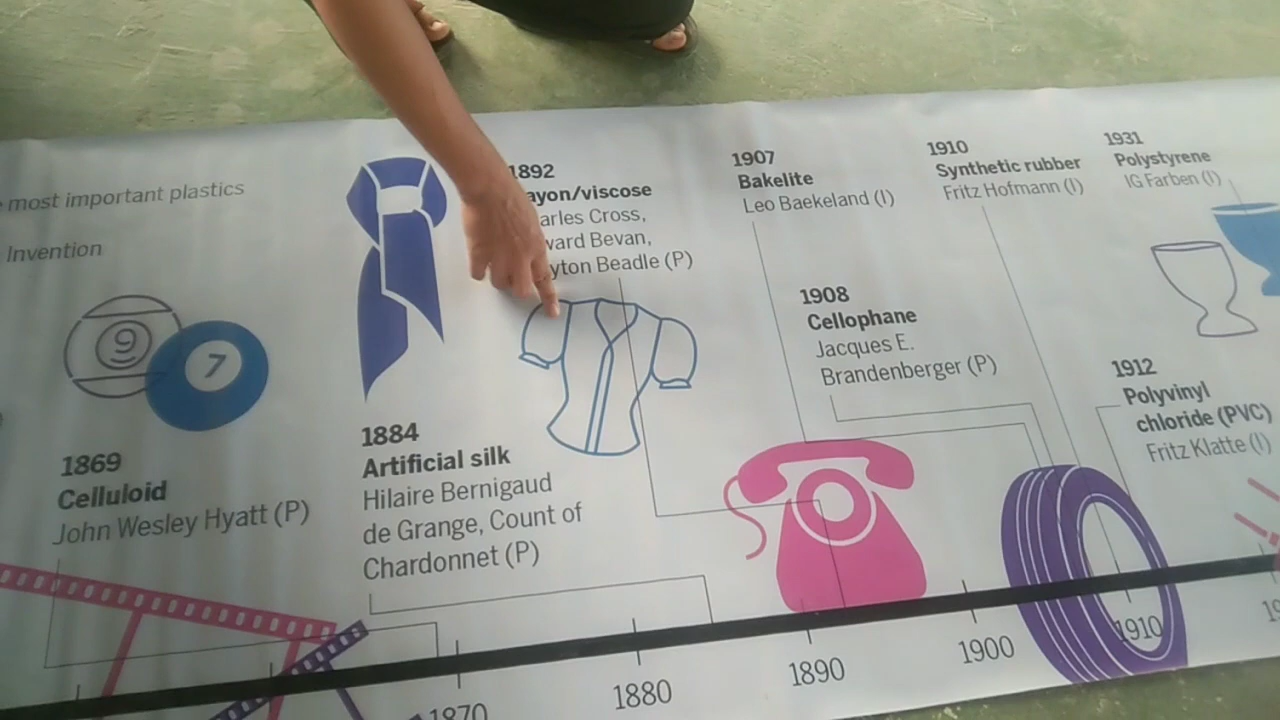 most important plastics
Invention
9
7
1869
Celluloid
John Wesley Hyatt (P)
1884
Artificial silk
Hilaire Bernigaud
de Grange, Count of
Chardonnet (P)
1892
ayon/viscose
arles Cross,
ward Bevan,
yton Beadle (P)
1907
Bakelite
Leo Baekeland (I)
1908
Cellophane
Jacques E.
Brandenberger (P)
1910
Synthetic rubber
Fritz Hofmann (I)
1931
Polystyrene
IG Farben (I)
1912
Polyvinyl
chloride (PVC)
Fritz Klatte (I)
1870
1880
1890
1900
1910